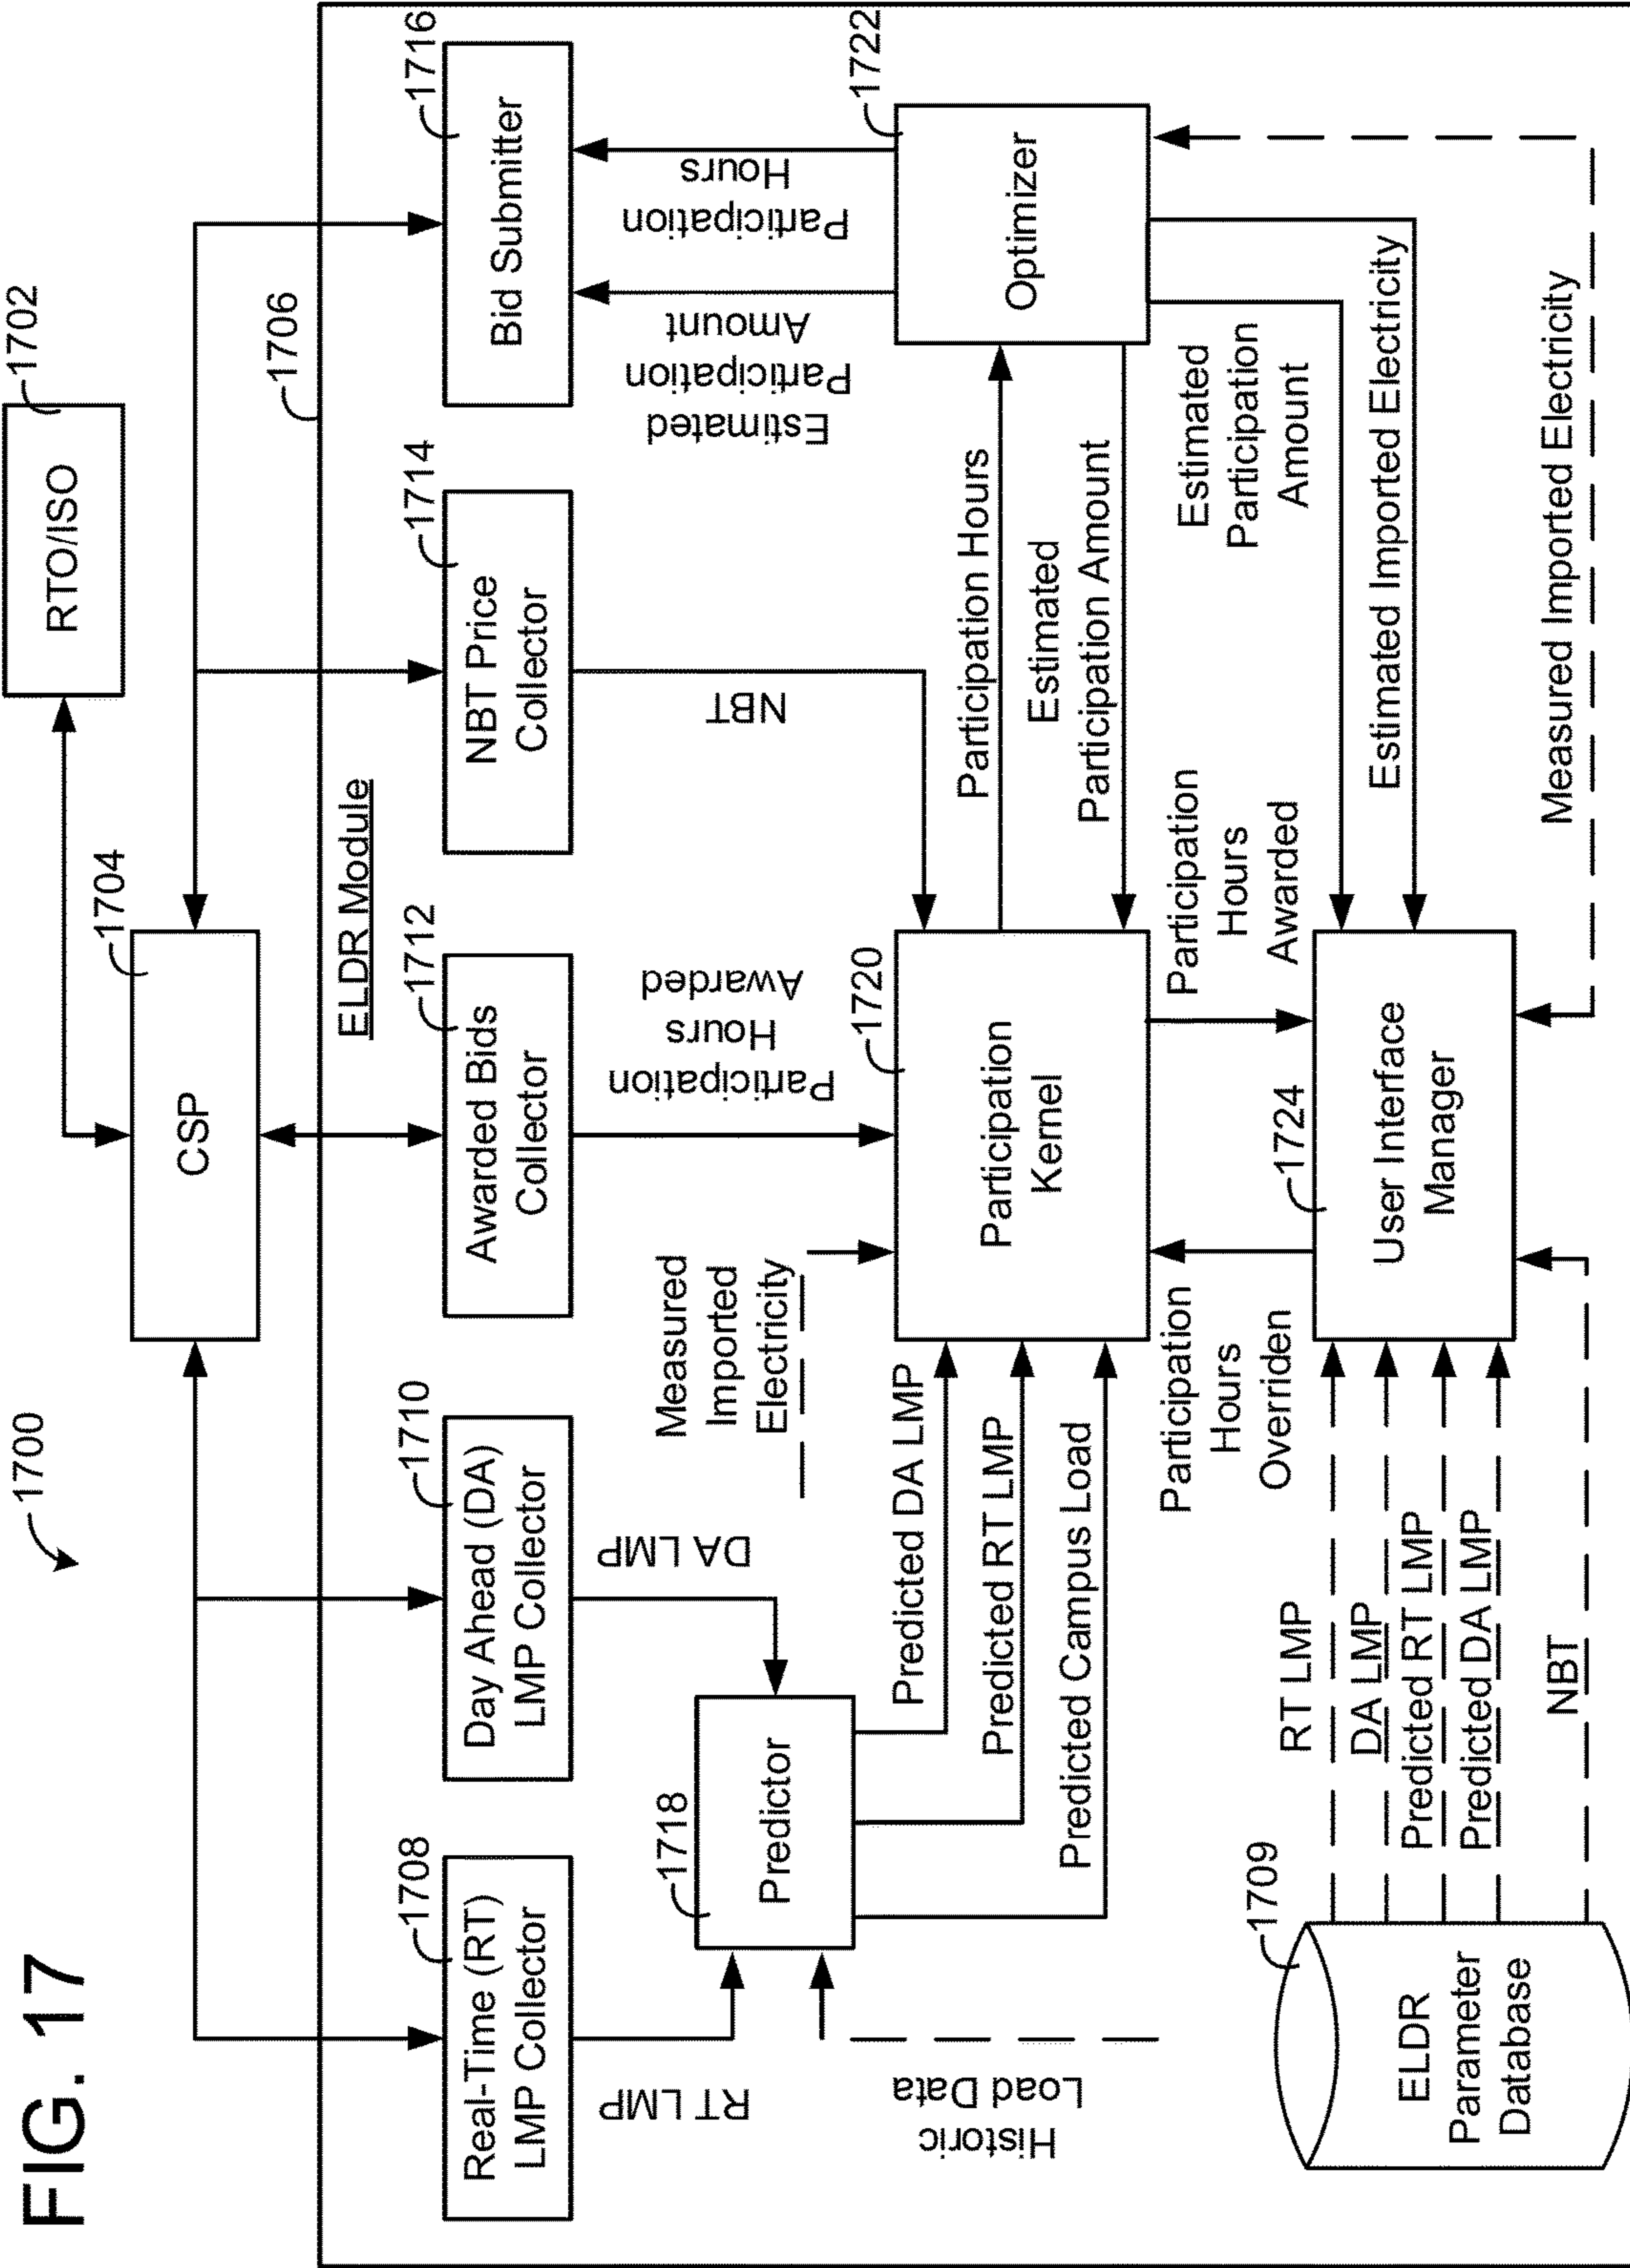 FIG. 17
1700
RTO/ISO
1702
CSP
1704
1706
ELDR Module
Real-Time (RT)
LMP Collector
1708
Day Ahead (DA)
LMP Collector
1710
Awarded Bids
Collector
1712
NBT Price
Collector
1714
Bid Submitter
1716
RT LMP
DA LMP
Historic
Load Data
Predictor
1718
Measured
Imported
Electricity
Participation
Hours
Awarded
NBT
Estimated
Participation
Amount
Participation
Hours
Predicted DA LMP
Predicted RT LMP
Predicted Campus Load
Participation
Kernel
1720
Participation Hours
Estimated
Participation Amount
Optimizer
1722
Participation
Hours
Overriden
Participation
Hours
Awarded
Estimated
Participation
Amount
Estimated Imported Electricity
Measured Imported Electricity
ELDR
Parameter
Database
1709
RT LMP
DA LMP
Predicted RT LMP
Predicted DA LMP
NBT
User Interface
Manager
1724